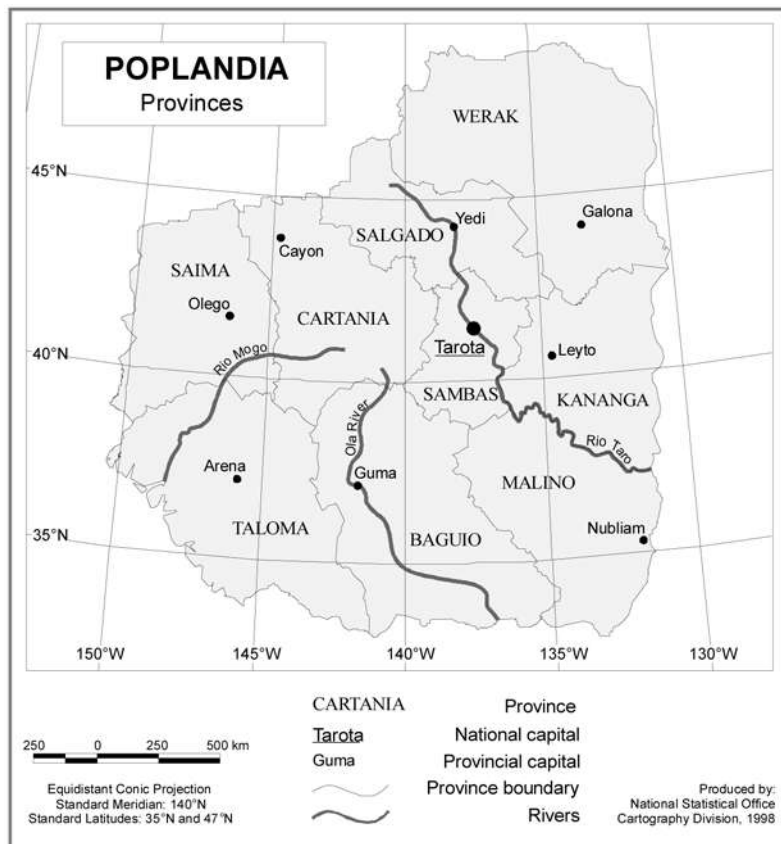 POPLANDIA
Provinces
WERAK
45°N
Yedi
Galona
SALGADO
Cayon
SAIMA
Olego
CARTANIA
Tarota
Leyto
40°N
Rio Mogo
SAMBAS
KANANGA
Ola River
Rio Taro
Arena
Guma
MALINO
TALOMA
BAGUIO
Nubliam
35°N
150°W 145°W 140°W 135°W 130°W
CARTANIA Province
Tarota National capital
Guma Provincial capital
Province boundary
Rivers
250 0 250 500 km
Equidistant Conic Projection
Standard Meridian: 140°N
Standard Latitudes: 35°N and 47°N
Produced by:
National Statistical Office
Cartography Division, 1998